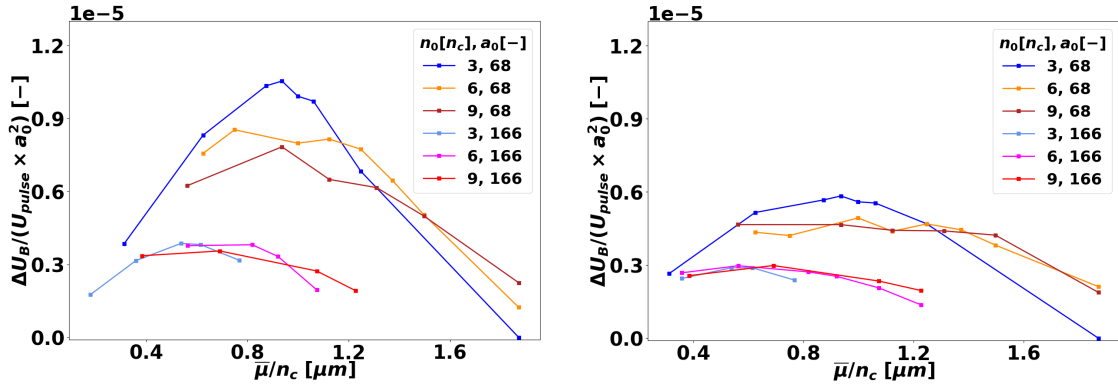 1e−5
1.2
0.9
0.6
0.3
0.0
ΔU_B/(U_pulse × a_0^2) [−]
n_0[n_c], a_0[−]
3, 68
6, 68
9, 68
3, 166
6, 166
9, 166
0.4 0.8 1.2 1.6
μ̅/n_c [μm]
1e−5
1.2
0.9
0.6
0.3
0.0
ΔU_B/(U_pulse × a_0^2) [−]
n_0[n_c], a_0[−]
3, 68
6, 68
9, 68
3, 166
6, 166
9, 166
0.4 0.8 1.2 1.6
μ̅/n_c [μm]